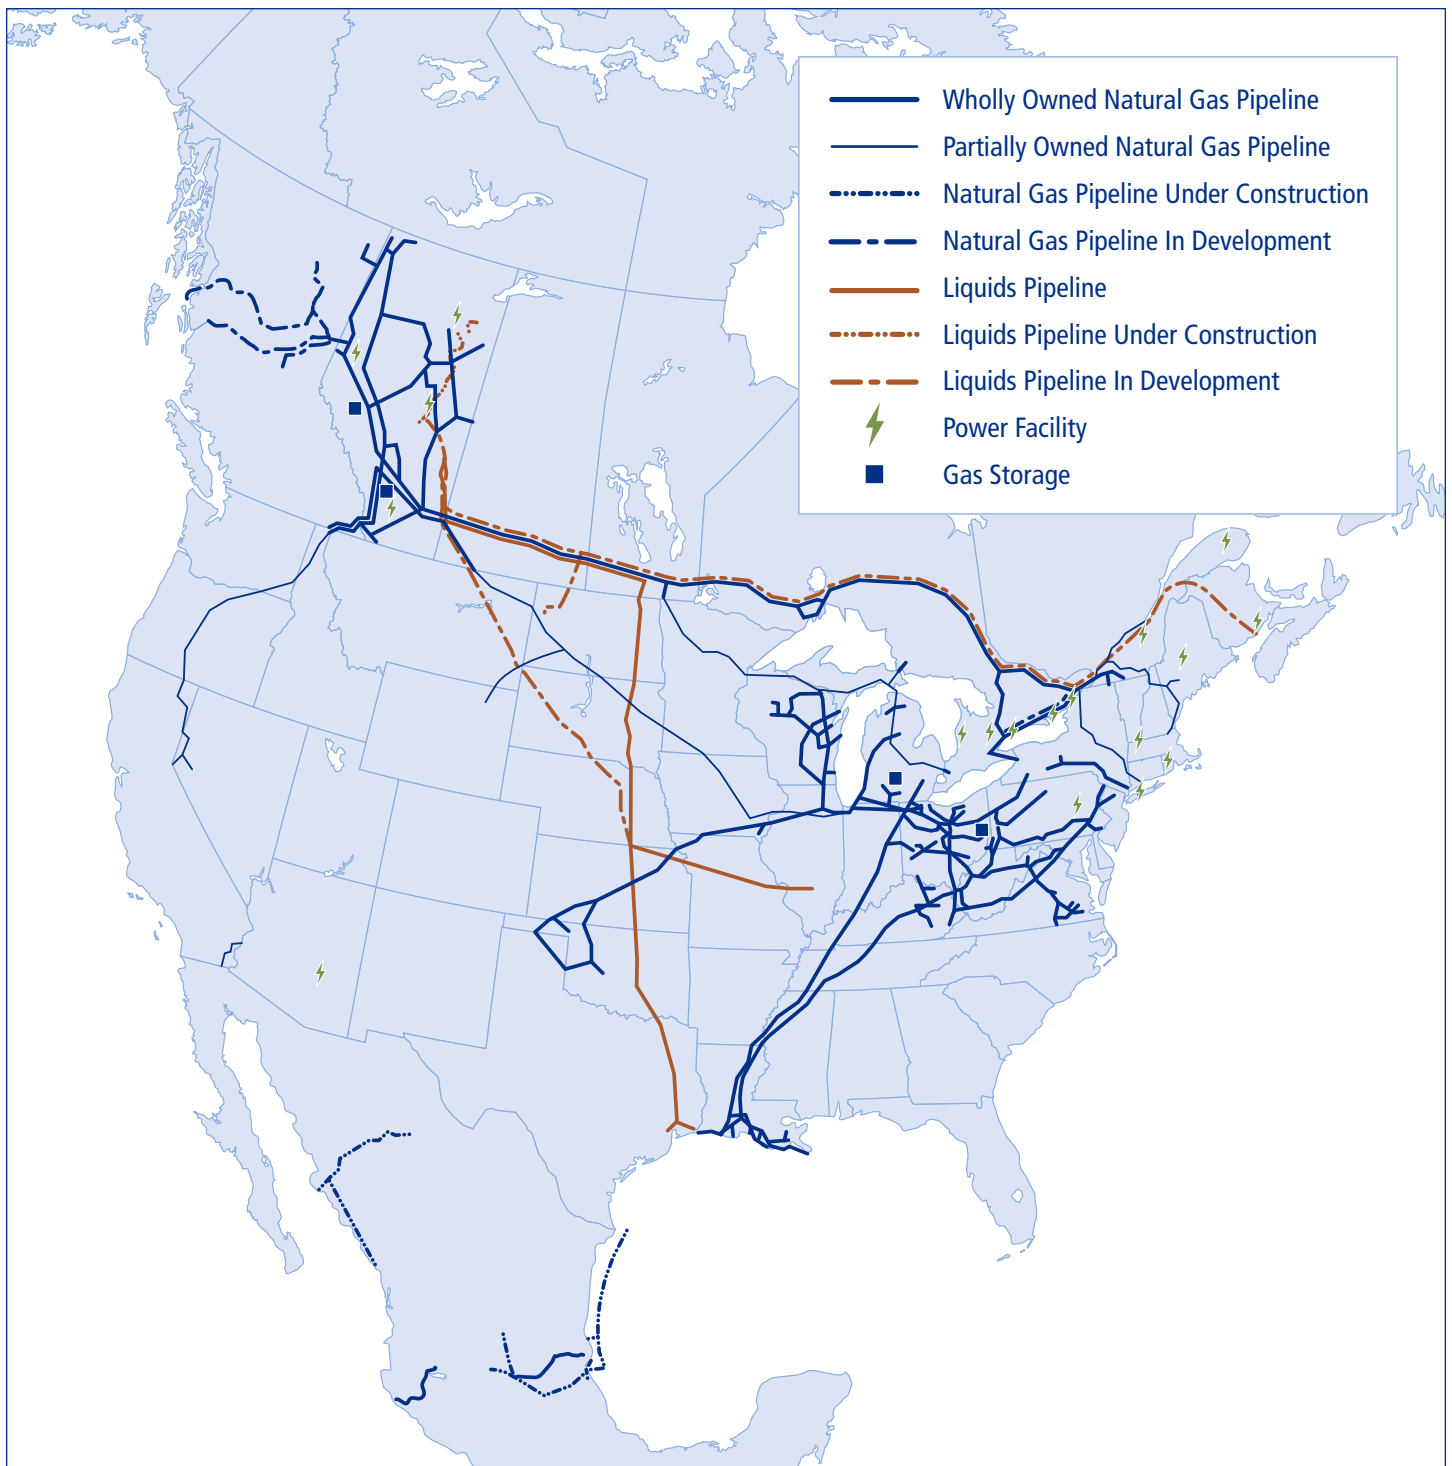 Wholly Owned Natural Gas Pipeline
Partially Owned Natural Gas Pipeline
Natural Gas Pipeline Under Construction
Natural Gas Pipeline In Development
Liquids Pipeline
Liquids Pipeline Under Construction
Liquids Pipeline In Development
Power Facility
Gas Storage